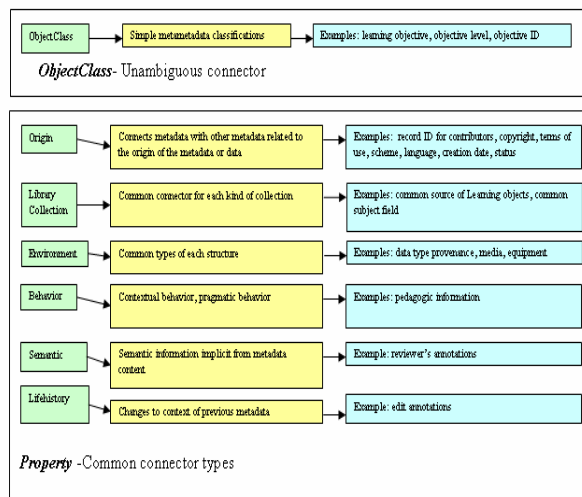 ObjectClass
Simple metametadata classifications
Examples: learning objective, objective level, objective ID
ObjectClass- Unambiguous connector
Origin
Connects metadata with other metadata related to
the origin of the metadata or data
Examples: record ID for contributors, copyright, terms of
use, scheme, language, creation date, status
Library
Collection
Common connector for each kind of collection
Examples: common source of Learning objects, common
subject field
Environment
Common types of each structure
Examples: data type provenance, media, equipment
Behavior
Contextual behavior, pragmatic behavior
Examples: pedagogic information
Semantic
Semantic information implicit from metadata
content
Example: reviewer's annotations
Lifehistory
Changes to context of previous metadata
Example: edit annotations
Property -Common connector types